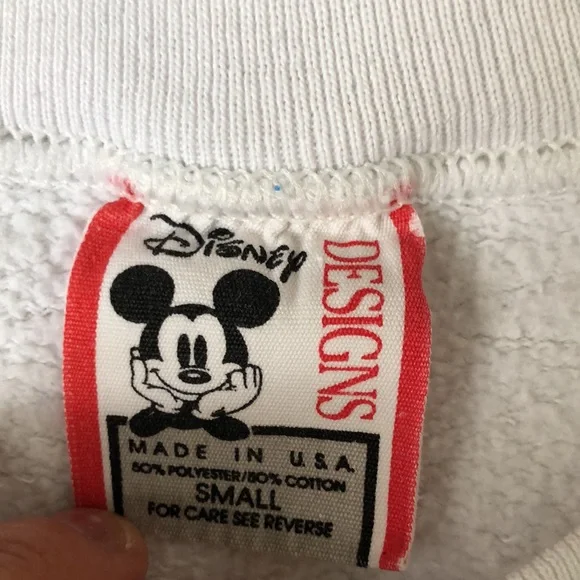 Disney
DESIGNS
MADE IN U.S.A.
50% POLYESTER/50% COTTON
SMALL
FOR CARE SEE REVERSE